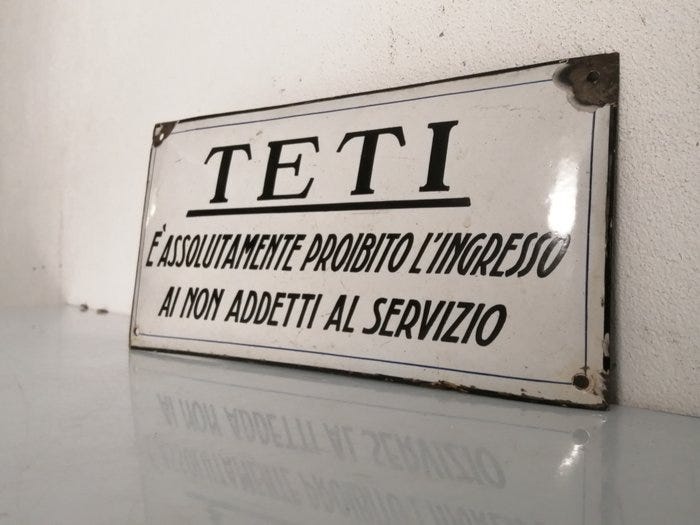 TETI
È ASSOLUTAMENTE PROIBITO L'INGRESSO
AI NON ADDETTI AL SERVIZIO